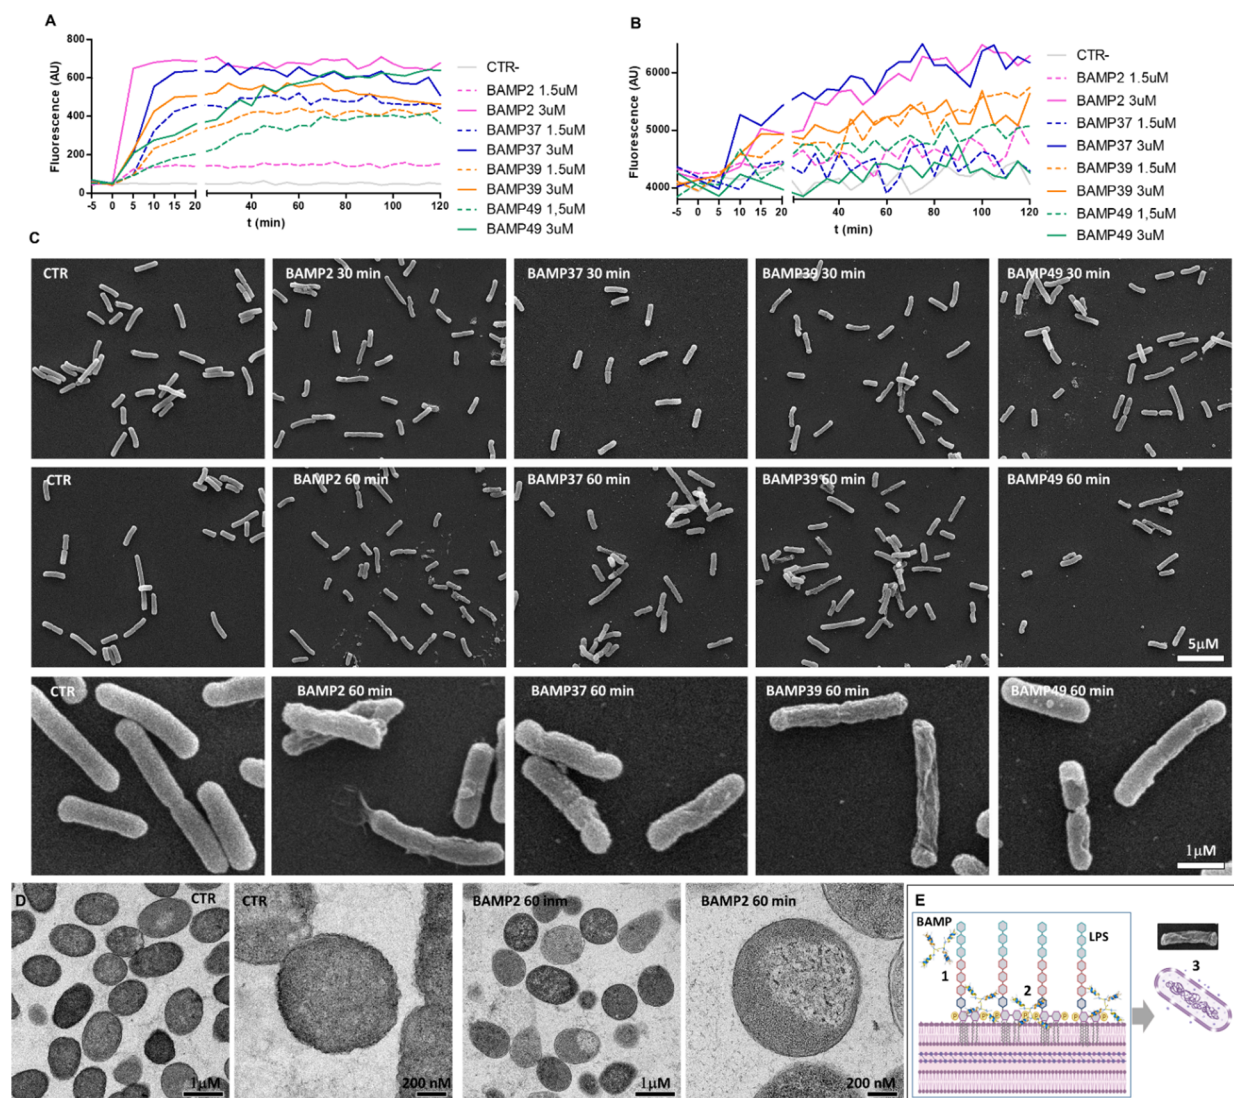 A
800
600
400
200
0
Fluorescence (AU)
-5 0 5 10 15 20 40 60 80 100 120
t (min)
CTR-
BAMP2 1.5uM
BAMP2 3uM
BAMP37 1.5uM
BAMP37 3uM
BAMP39 1.5uM
BAMP39 3uM
BAMP49 1,5uM
BAMP49 3uM
B
6000
5000
4000
Fluorescence (AU)
-5 0 5 10 15 20 40 60 80 100 120
t (min)
CTR-
BAMP2 1.5uM
BAMP2 3uM
BAMP37 1.5uM
BAMP37 3uM
BAMP39 1.5uM
BAMP39 3uM
BAMP49 1,5uM
BAMP49 3uM
C
CTR
BAMP2 30 min
BAMP37 30 min
BAMP39 30 min
BAMP49 30 min
CTR
BAMP2 60 min
BAMP37 60 min
BAMP39 60 min
BAMP49 60 min
5µM
CTR
BAMP2 60 min
BAMP37 60 min
BAMP39 60 min
BAMP49 60 min
1µM
D
CTR
1µM
CTR
200 nM
BAMP2 60 inm
1µM
BAMP2 60 min
200 nM
E
BAMP
LPS
1
2
3
P P P P P P P P